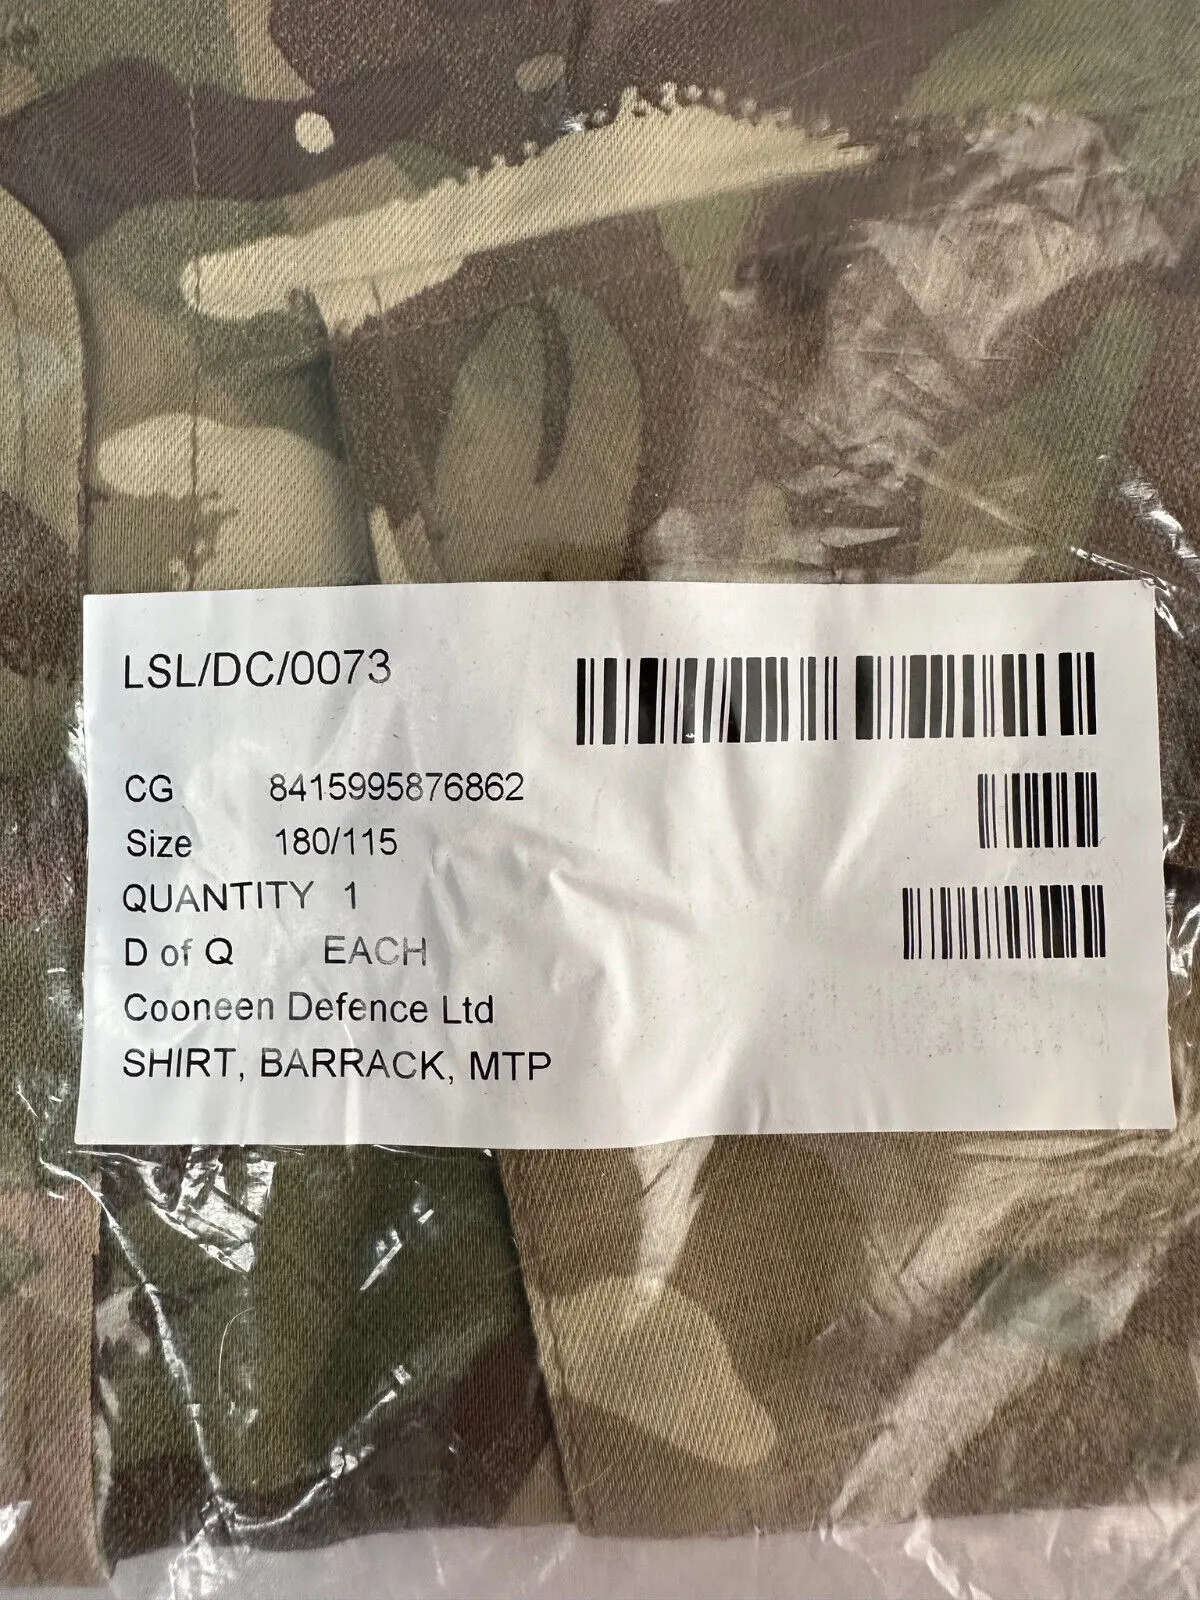 LSL/DC/0073
CG 8415995876862
Size 180/115
QUANTITY 1
D of Q EACH
Cooneen Defence Ltd
SHIRT, BARRACK, MTP